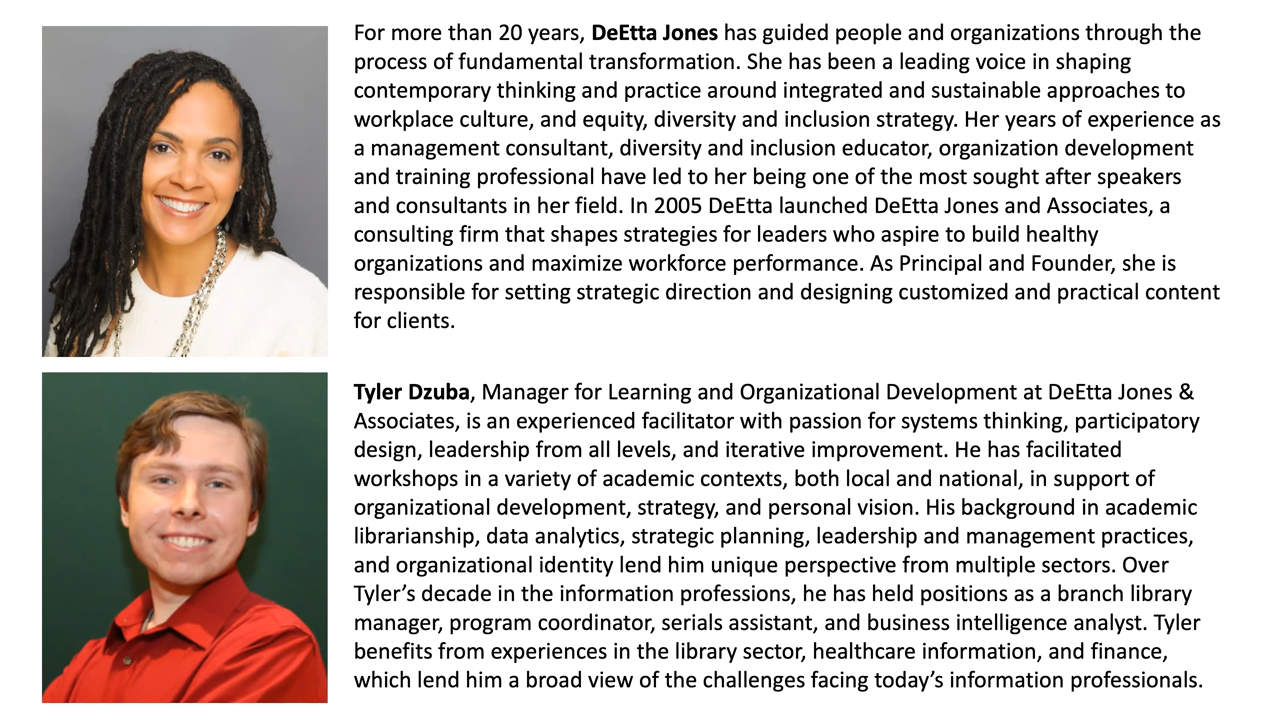 For more than 20 years, DeEtta Jones has guided people and organizations through the
process of fundamental transformation. She has been a leading voice in shaping
contemporary thinking and practice around integrated and sustainable approaches to
workplace culture, and equity, diversity and inclusion strategy. Her years of experience as
a management consultant, diversity and inclusion educator, organization development
and training professional have led to her being one of the most sought after speakers
and consultants in her field. In 2005 DeEtta launched DeEtta Jones and Associates, a
consulting firm that shapes strategies for leaders who aspire to build healthy
organizations and maximize workforce performance. As Principal and Founder, she is
responsible for setting strategic direction and designing customized and practical content
for clients.
Tyler Dzuba, Manager for Learning and Organizational Development at DeEtta Jones &
Associates, is an experienced facilitator with passion for systems thinking, participatory
design, leadership from all levels, and iterative improvement. He has facilitated
workshops in a variety of academic contexts, both local and national, in support of
organizational development, strategy, and personal vision. His background in academic
librarianship, data analytics, strategic planning, leadership and management practices,
and organizational identity lend him unique perspective from multiple sectors. Over
Tyler’s decade in the information professions, he has held positions as a branch library
manager, program coordinator, serials assistant, and business intelligence analyst. Tyler
benefits from experiences in the library sector, healthcare information, and finance,
which lend him a broad view of the challenges facing today’s information professionals.